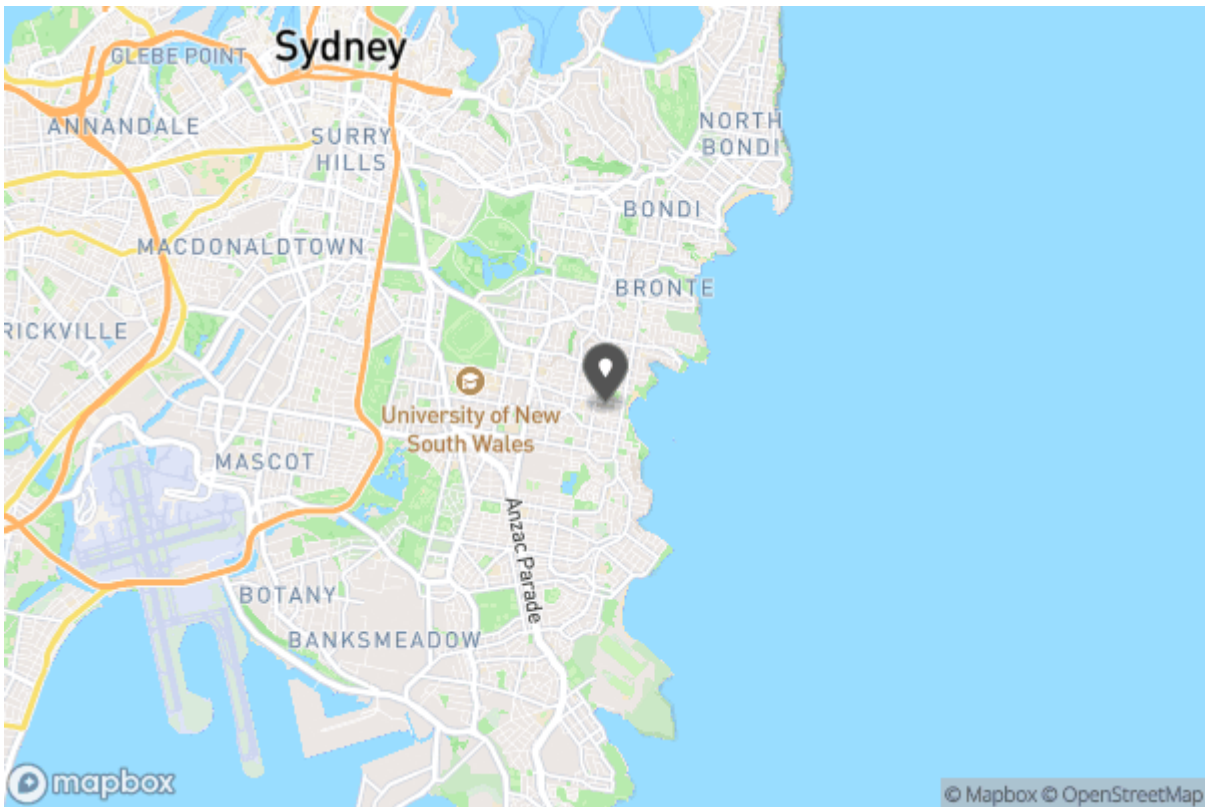 Sydney
GLEBE POINT
ANNANDALE
SURRY
HILLS
NORTH
BONDI
BONDI
MACDONALDTOWN
BRONTE
RICKVILLE
University of New
South Wales
MASCOT
Anzac Parade
BOTANY
BANKSMEADOW
mapbox
© Mapbox © OpenStreetMap